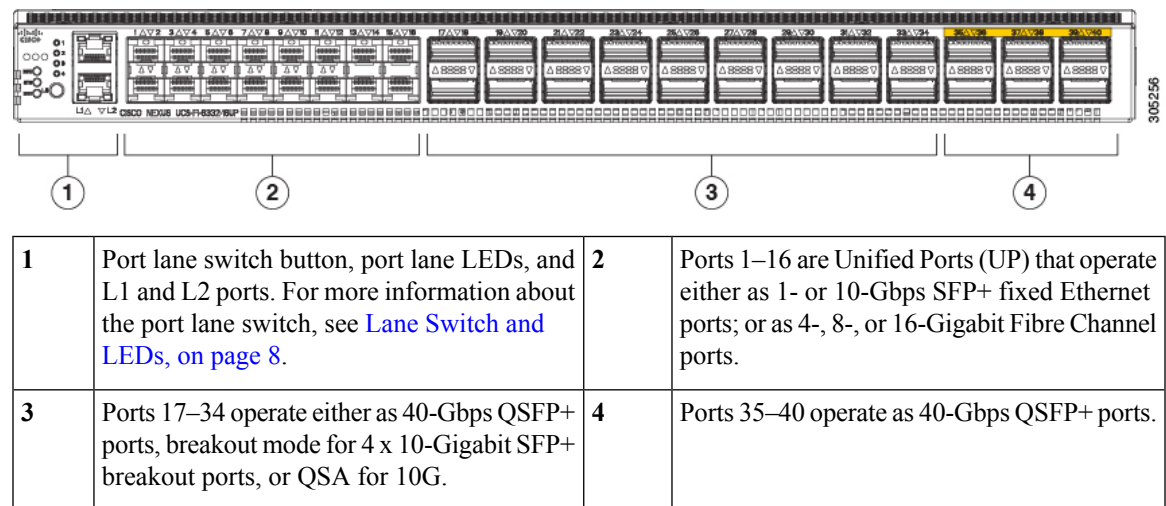 CISCO
1 2 3 4 5 6 7 8 9 10 11 12 13 14 15 16 17 18 19 20 21 22 23 24 25 26 27 28 29 30 31 32 33 34 35 36 37 38 39 40
L1 L2 CISCO NEXUS UCS-FI-6332-16UP
305256
1 2 3 4
1 Port lane switch button, port lane LEDs, and
L1 and L2 ports. For more information about
the port lane switch, see Lane Switch and
LEDs, on page 8.
2 Ports 1–16 are Unified Ports (UP) that operate
either as 1- or 10-Gbps SFP+ fixed Ethernet
ports; or as 4-, 8-, or 16-Gigabit Fibre Channel
ports.
3 Ports 17–34 operate either as 40-Gbps QSFP+
ports, breakout mode for 4 x 10-Gigabit SFP+
breakout ports, or QSA for 10G.
4 Ports 35–40 operate as 40-Gbps QSFP+ ports.